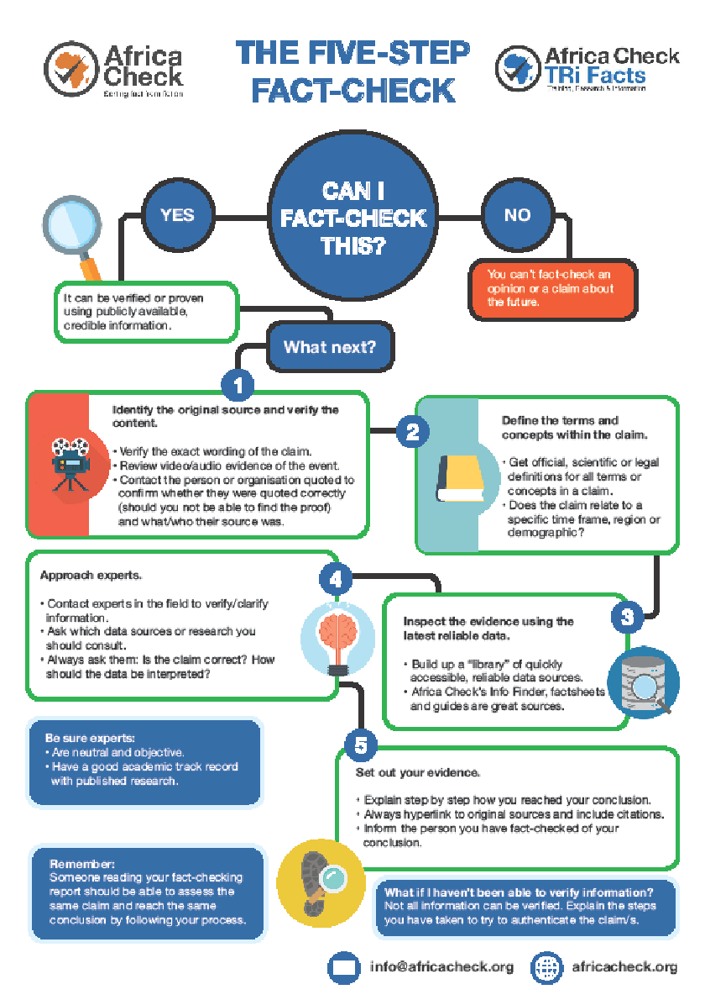 Africa
Check
Sorting fact from fiction
THE FIVE-STEP
FACT-CHECK
Africa Check
TRi Facts
Training, Research & Information
CAN I
FACT-CHECK
THIS?
YES
NO
It can be verified or proven
using publicly available,
credible information.
You can't fact-check an
opinion or a claim about
the future.
What next?
1
Identify the original source and verify the
content.
• Verify the exact wording of the claim.
• Review video/audio evidence of the event.
• Contact the person or organisation quoted to
confirm whether they were quoted correctly
(should you not be able to find the proof)
and what/who their source was.
2
Define the terms and
concepts within the claim.
• Get official, scientific or legal
definitions for all terms or
concepts in a claim.
• Does the claim relate to a
specific time frame, region or
demographic?
3
Inspect the evidence using the
latest reliable data.
• Build up a "library" of quickly
accessible, reliable data sources.
• Africa Check's Info Finder, factsheets
and guides are great sources.
4
Approach experts.
• Contact experts in the field to verify/clarify
information.
• Ask which data sources or research you
should consult.
• Always ask them: Is the claim correct? How
should the data be interpreted?
Be sure experts:
• Are neutral and objective.
• Have a good academic track record
with published research.
5
Set out your evidence.
• Explain step by step how you reached your conclusion.
• Always hyperlink to original sources and include citations.
• Inform the person you have fact-checked of your
conclusion.
Remember:
Someone reading your fact-checking
report should be able to assess the
same claim and reach the same
conclusion by following your process.
What if I haven't been able to verify information?
Not all information can be verified. Explain the steps
you have taken to try to authenticate the claim/s.
info@africacheck.org
africacheck.org